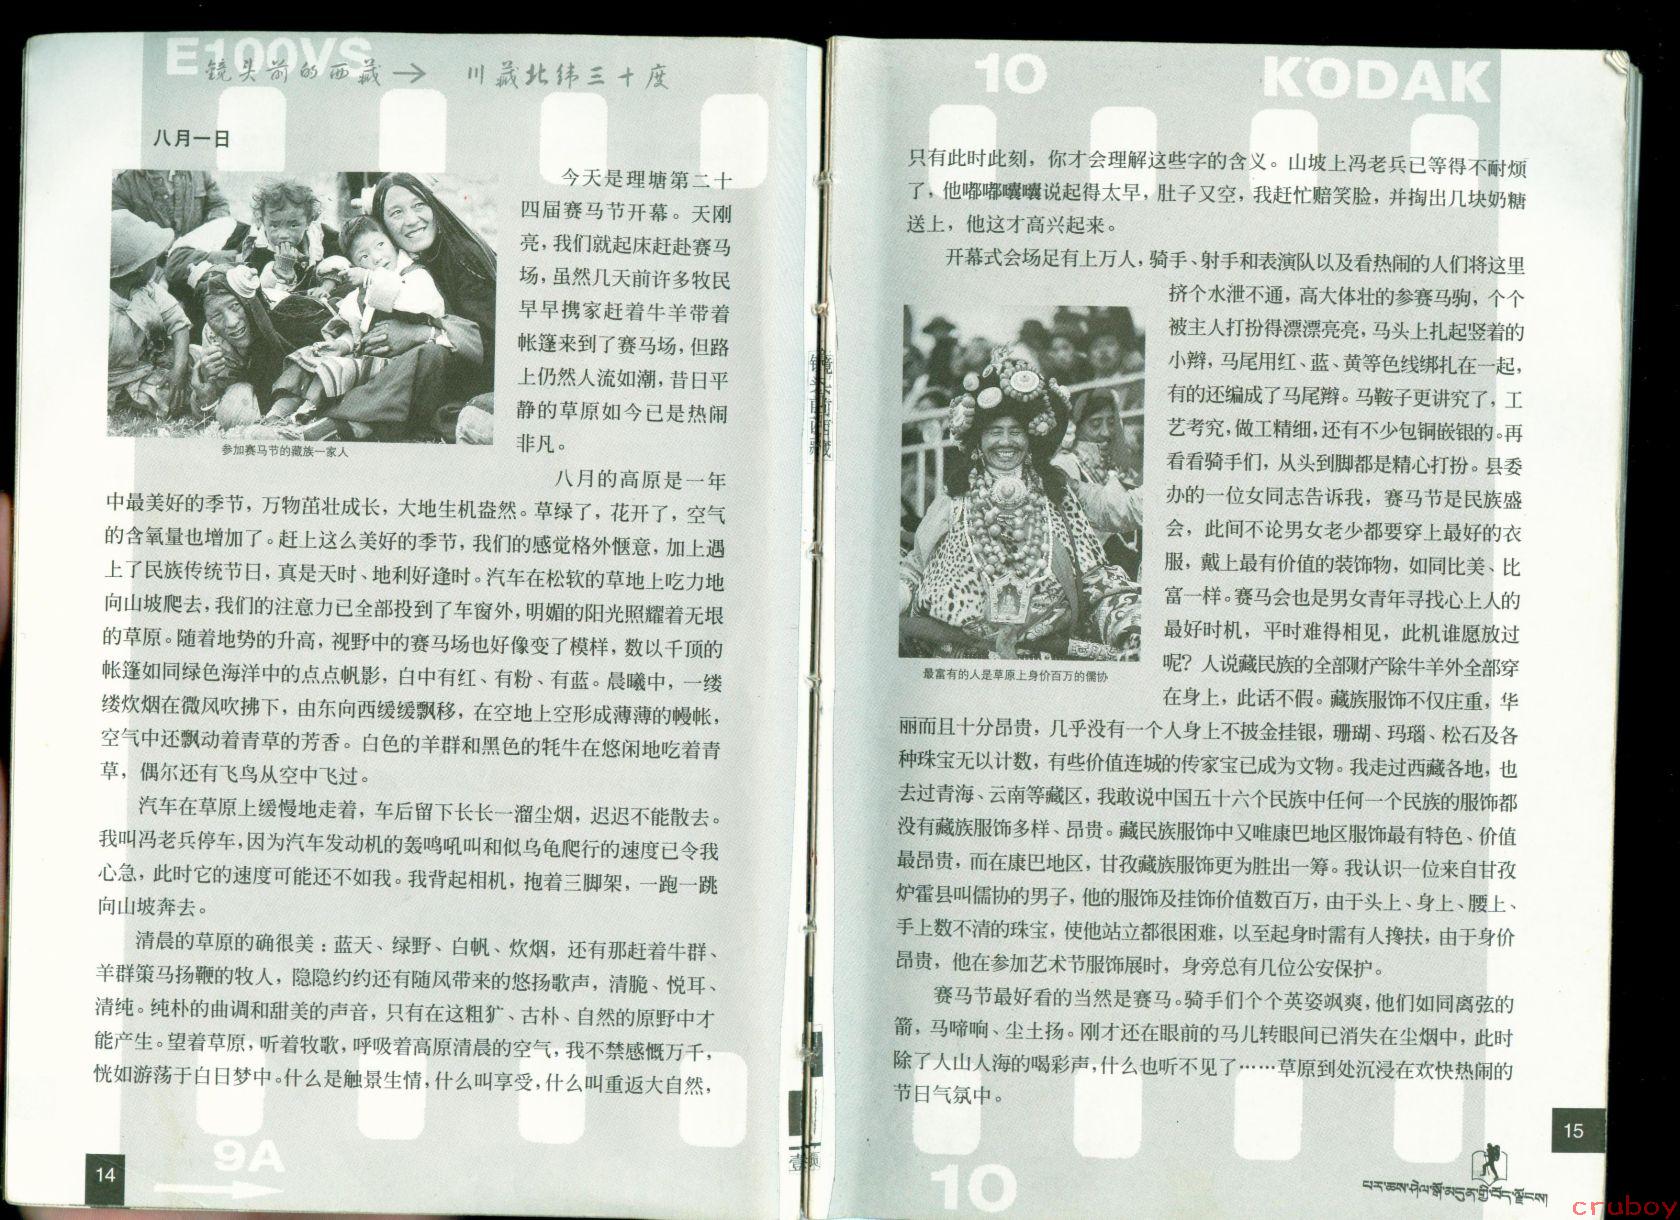 E100VS
镜头前的西藏→ 川藏北纬三十度
八月一日
今天是理塘第二十
四届赛马节开幕。天刚
亮，我们就起床赶赴赛马
场，虽然几天前许多牧民
早早携家赶着牛羊带着
帐篷来到了赛马场，但路
上仍然人流如潮，昔日平
静的草原如今已是热闹
非凡。
参加赛马节的藏族一家人
八月的高原是一年
中最美好的季节，万物茁壮成长，大地生机盎然。草绿了，花开了，空气
的含氧量也增加了。赶上这么美好的季节，我们的感觉格外惬意，加上遇
上了民族传统节日，真是天时、地利好逢时。汽车在松软的草地上吃力地
向山坡爬去，我们的注意力已全部投到了车窗外，明媚的阳光照耀着无垠
的草原。随着地势的升高，视野中的赛马场也好像变了模样，数以千顶的
帐篷如同绿色海洋中的点点帆影，白中有红、有粉、有蓝。晨曦中，一缕
缕炊烟在微风吹拂下，由东向西缓缓飘移，在空地上空形成薄薄的幔帐，
空气中还飘动着青草的芳香。白色的羊群和黑色的牦牛在悠闲地吃着青
草，偶尔还有飞鸟从空中飞过。
汽车在草原上缓慢地走着，车后留下长长一溜尘烟，迟迟不能散去。
我叫冯老兵停车，因为汽车发动机的轰鸣吼叫和似乌龟爬行的速度已令我
心急，此时它的速度可能还不如我。我背起相机，抱着三脚架，一跑一跳
向山坡奔去。
清晨的草原的确很美：蓝天、绿野、白帆、炊烟，还有那赶着牛群、
羊群策马扬鞭的牧人，隐隐约约还有随风带来的悠扬歌声，清脆、悦耳、
清纯。纯朴的曲调和甜美的声音，只有在这粗犷、古朴、自然的原野中才
能产生。望着草原，听着牧歌，呼吸着高原清晨的空气，我不禁感慨万千，
恍如游荡于白日梦中。什么是触景生情，什么叫享受，什么叫重返大自然，
9A
14
10
KODAK
只有此时此刻，你才会理解这些字的含义。山坡上冯老兵已等得不耐烦
了，他嘟嘟囔囔说起得太早，肚子又空，我赶忙赔笑脸，并掏出几块奶糖
送上，他这才高兴起来。
开幕式会场足有上万人，骑手、射手和表演队以及看热闹的人们将这里
挤个水泄不通，高大体壮的参赛马驹，个个
被主人打扮得漂漂亮亮，马头上扎起竖着的
小辫，马尾用红、蓝、黄等色线绑扎在一起，
有的还编成了马尾辫。马鞍子更讲究了，工
艺考究，做工精细，还有不少包铜嵌银的。再
看看骑手们，从头到脚都是精心打扮。县委
办的一位女同志告诉我，赛马节是民族盛
会，此间不论男女老少都要穿上最好的衣
服，戴上最有价值的装饰物，如同比美、比
富一样。赛马会也是男女青年寻找心上人的
最好时机，平时难得相见，此机谁愿放过
呢？人说藏民族的全部财产除牛羊外全部穿
在身上，此话不假。藏族服饰不仅庄重，华
最富有的人是草原上身价百万的儒协
丽而且十分昂贵，几乎没有一个人身上不披金挂银，珊瑚、玛瑙、松石及各
种珠宝无以计数，有些价值连城的传家宝已成为文物。我走过西藏各地，也
去过青海、云南等藏区，我敢说中国五十六个民族中任何一个民族的服饰都
没有藏族服饰多样、昂贵。藏民族服饰中又唯康巴地区服饰最有特色、价值
最昂贵，而在康巴地区，甘孜藏族服饰更为胜出一筹。我认识一位来自甘孜
炉霍县叫儒协的男子，他的服饰及挂饰价值数百万，由于头上、身上、腰上、
手上数不清的珠宝，使他站立都很困难，以至起身时需有人搀扶，由于身价
昂贵，他在参加艺术节服饰展时，身旁总有几位公安保护。
赛马节最好看的当然是赛马。骑手们个个英姿飒爽，他们如同离弦的
箭，马啼响、尘土扬。刚才还在眼前的马儿转眼间已消失在尘烟中，此时
除了人山人海的喝彩声，什么也听不见了……草原到处沉浸在欢快热闹的
节日气氛中。
10
15
cruboy